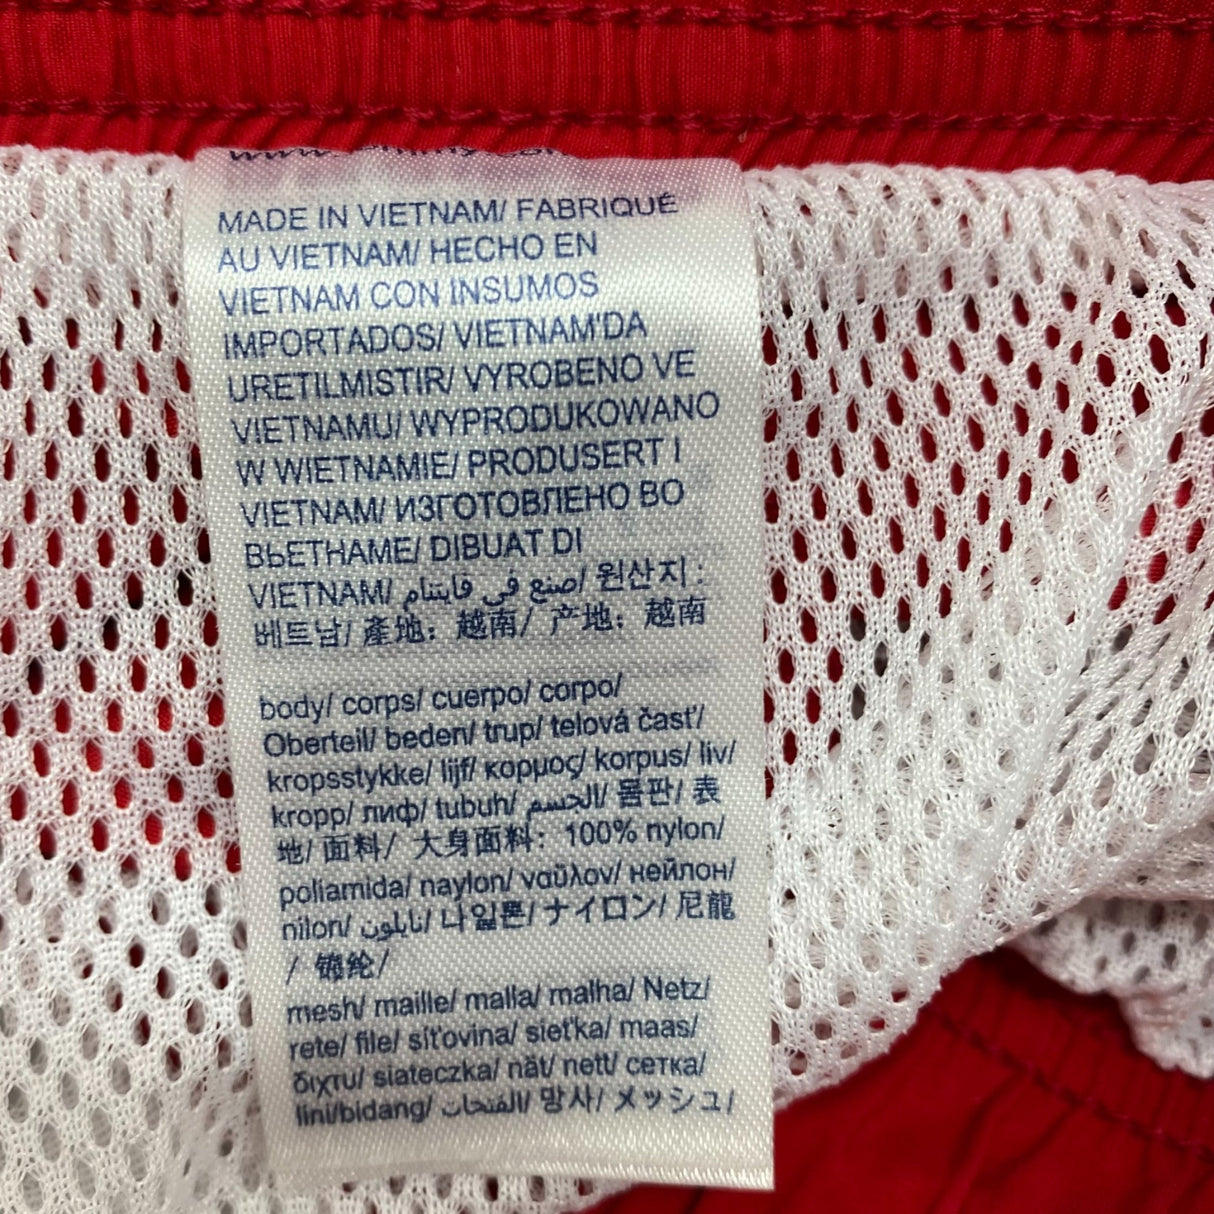 MADE IN VIETNAM/ FABRIQUÉ
AU VIETNAM/ HECHO EN
VIETNAM CON INSUMOS
IMPORTADOS/ VIETNAM'DA
URETILMISTIR/ VYROBENO VE
VIETNAMU/ WYPRODUKOWANO
W WIETNAMIE/ PRODUSERT I
VIETNAM/ ИЗГОТОВЛЕНО ВО
ВЬЕТНАМЕ/ DIBUAT DI
VIETNAM/ صنع في فايتنام/ 원산지 :
베트남/ 產地：越南/ 产地：越南
body/ corps/ cuerpo/ corpo/
Oberteil/ beden/ trup/ telová časť/
kropsstykke/ lijf/ κορμος/ korpus/ liv/
kropp/ лиф/ tubuh/ الجسم/ 몸판/ 表
地/ 面料/ 大身面料：100% nylon/
poliamida/ naylon/ ναϋλον/ нейлон/
nilon/ نايلون/ 나일론/ ナイロン/ 尼龍
/ 锦纶/
mesh/ maille/ malla/ malha/ Netz/
rete/ file/ síťovina/ sieťka/ maas/
διχτυ/ siateczka/ nät/ nett/ сетка/
lini/bidang/ الفتحات/ 망사/ メッシュ/